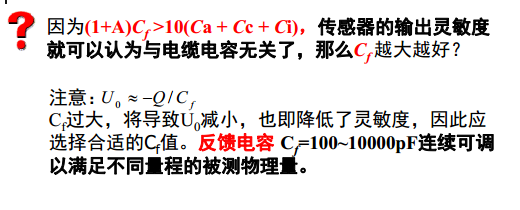 ? 因为(1+A)Cf >10(Ca + Cc + Ci)，传感器的输出灵敏度
就可以认为与电缆电容无关了，那么Cf 越大越好？
注意：U0 ≈ −Q / Cf
Cf过大，将导致U0减小，也即降低了灵敏度，因此应
选择合适的Cf值。反馈电容 Cf=100~10000pF连续可调
以满足不同量程的被测物理量。